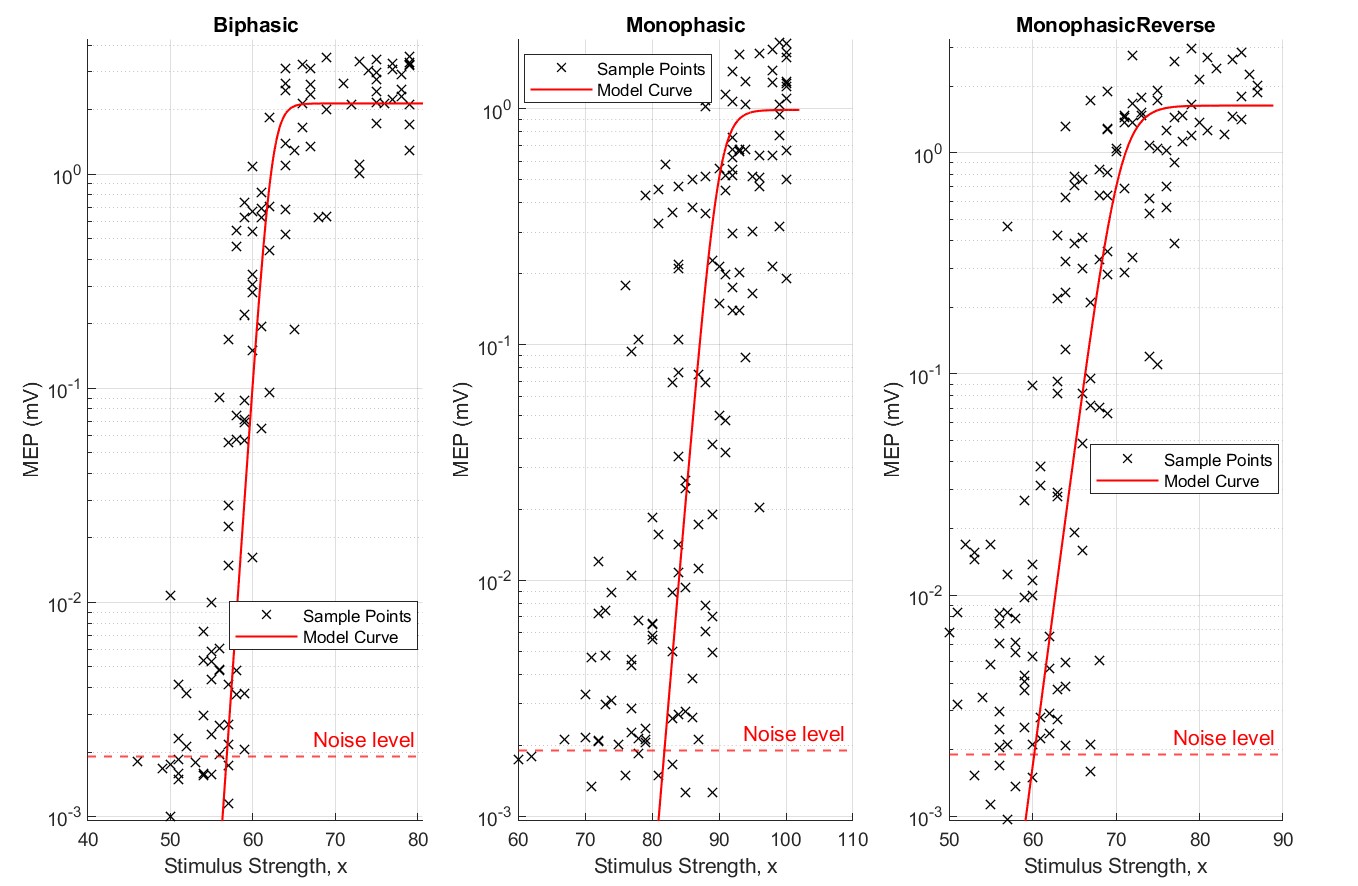 Biphasic
Monophasic
MonophasicReverse
MEP (mV)
10^0
10^-1
10^-2
10^-3
40 50 60 70 80
Stimulus Strength, x
Sample Points
Model Curve
Noise level
MEP (mV)
10^0
10^-1
10^-2
10^-3
60 70 80 90 100 110
Stimulus Strength, x
Sample Points
Model Curve
Noise level
MEP (mV)
10^0
10^-1
10^-2
10^-3
50 60 70 80 90
Stimulus Strength, x
Sample Points
Model Curve
Noise level